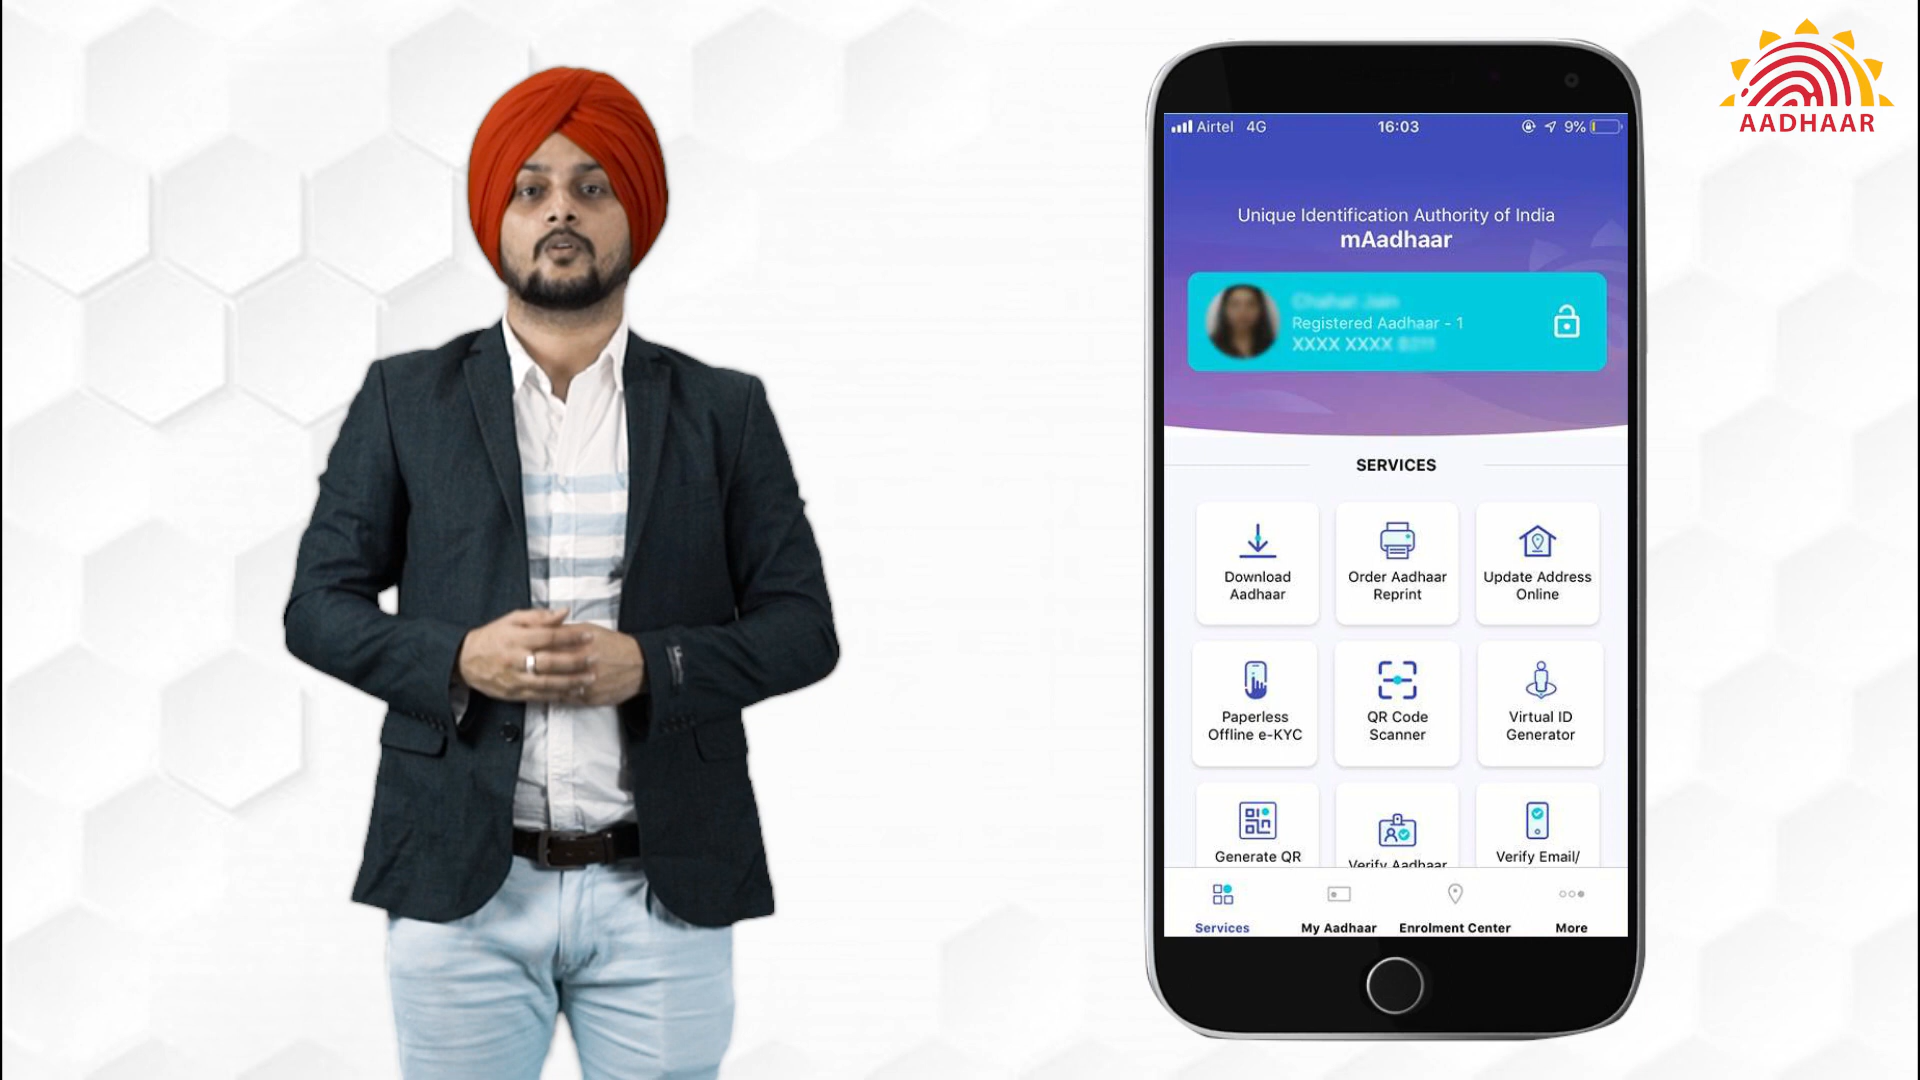 AADHAAR
Airtel 4G 16:03 9%
Unique Identification Authority of India
mAadhaar
Registered Aadhaar - 1
XXXX XXXX
SERVICES
Download
Aadhaar
Order Aadhaar
Reprint
Update Address
Online
Paperless
Offline e-KYC
QR Code
Scanner
Virtual ID
Generator
Generate QR
Verify Aadhaar
Verify Email/
Services
My Aadhaar
Enrolment Center
More